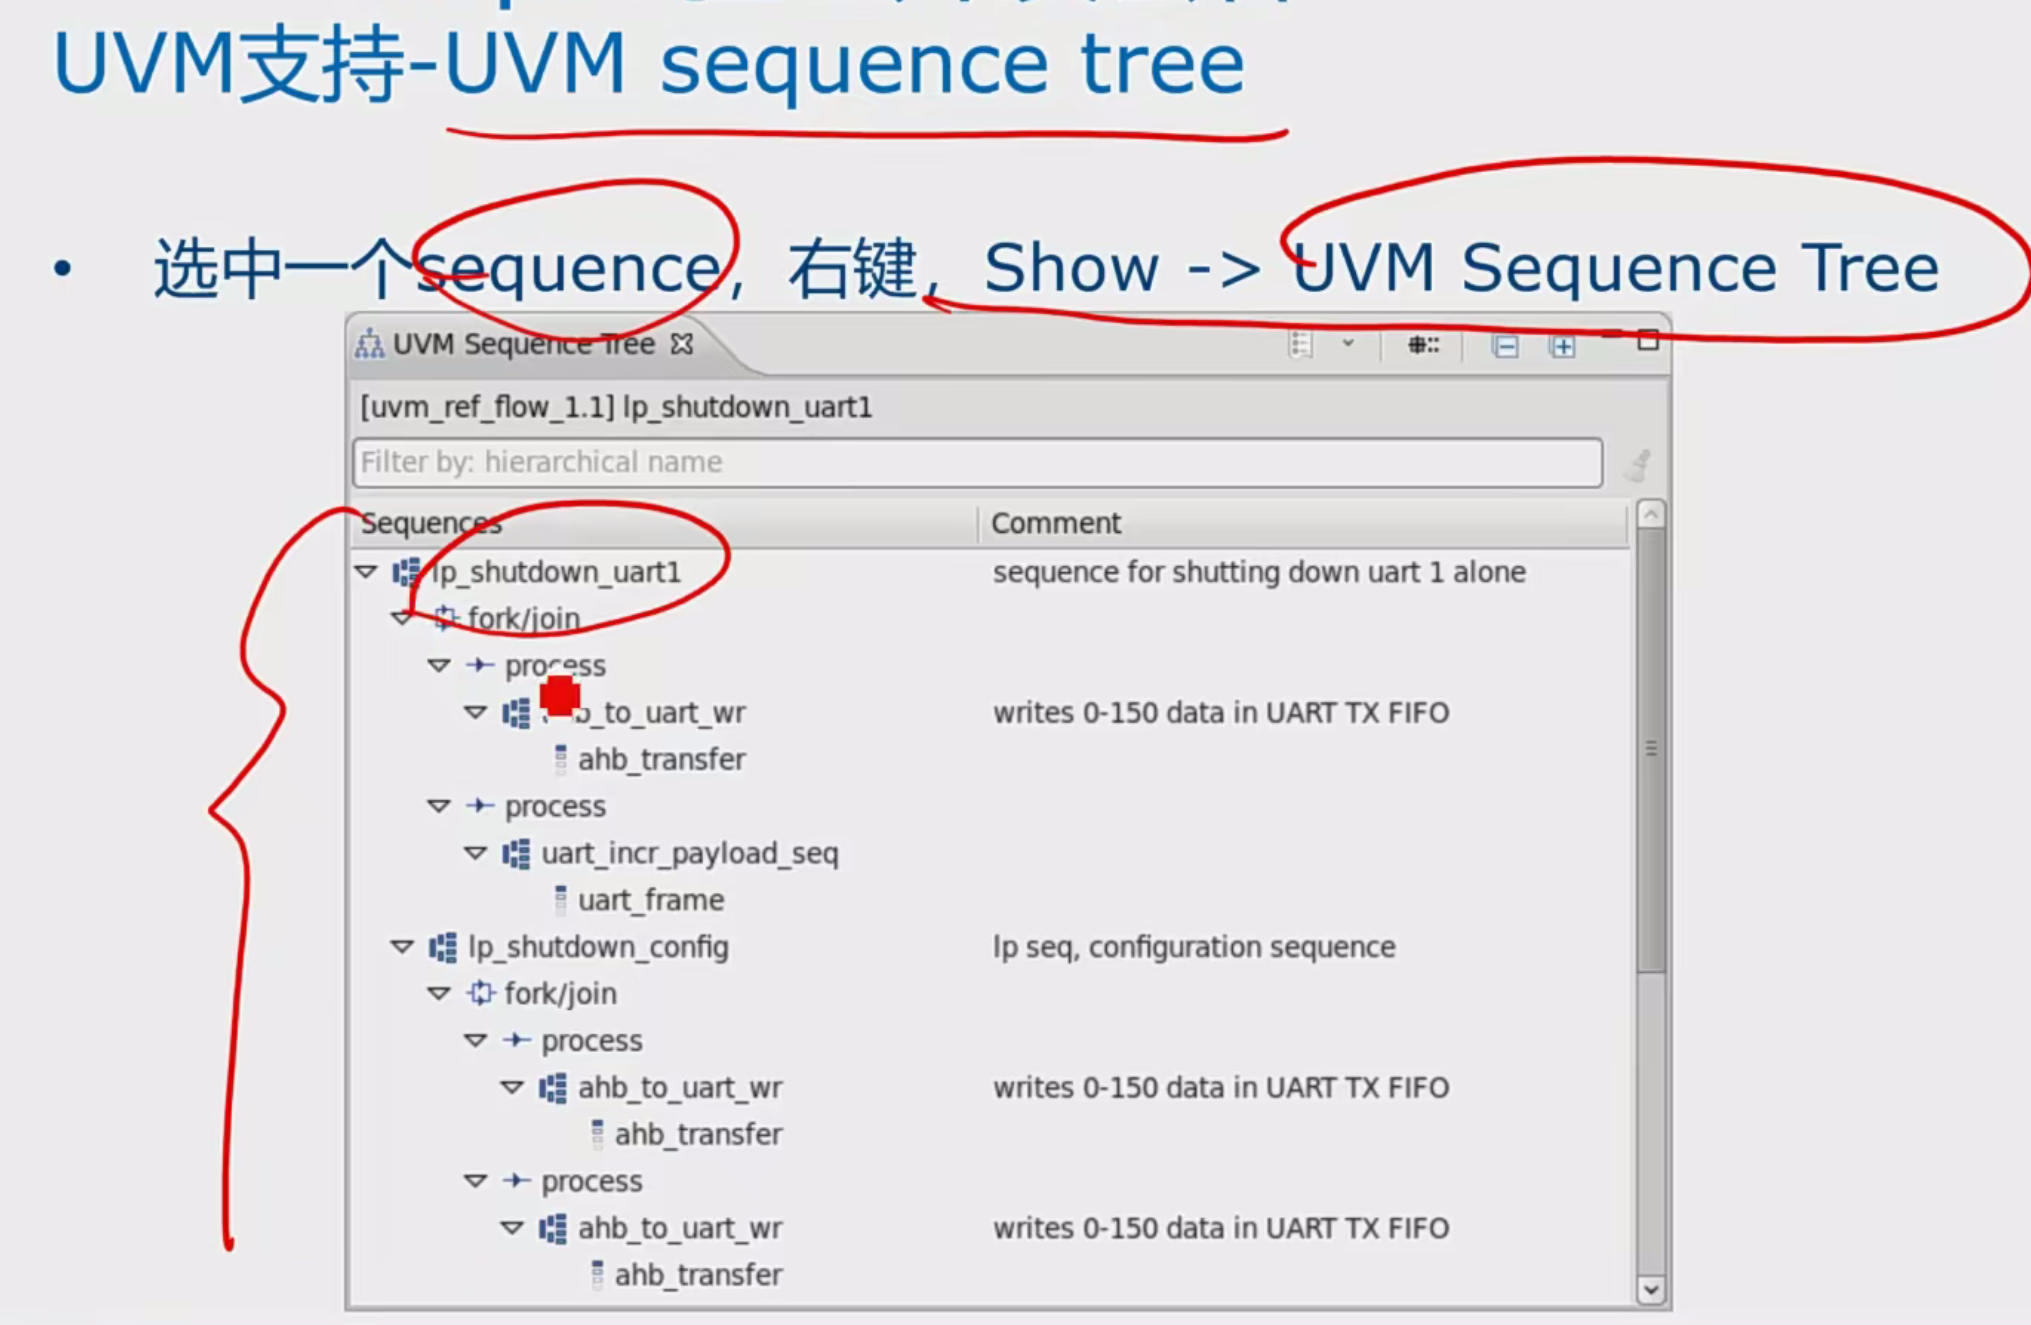 UVM支持-UVM sequence tree
• 选中一个sequence，右键，Show -> UVM Sequence Tree
UVM Sequence Tree
[uvm_ref_flow_1.1] lp_shutdown_uart1
Filter by: hierarchical name
Sequences Comment
lp_shutdown_uart1 sequence for shutting down uart 1 alone
fork/join
process
b_to_uart_wr writes 0-150 data in UART TX FIFO
ahb_transfer
process
uart_incr_payload_seq
uart_frame
lp_shutdown_config lp seq, configuration sequence
fork/join
process
ahb_to_uart_wr writes 0-150 data in UART TX FIFO
ahb_transfer
process
ahb_to_uart_wr writes 0-150 data in UART TX FIFO
ahb_transfer